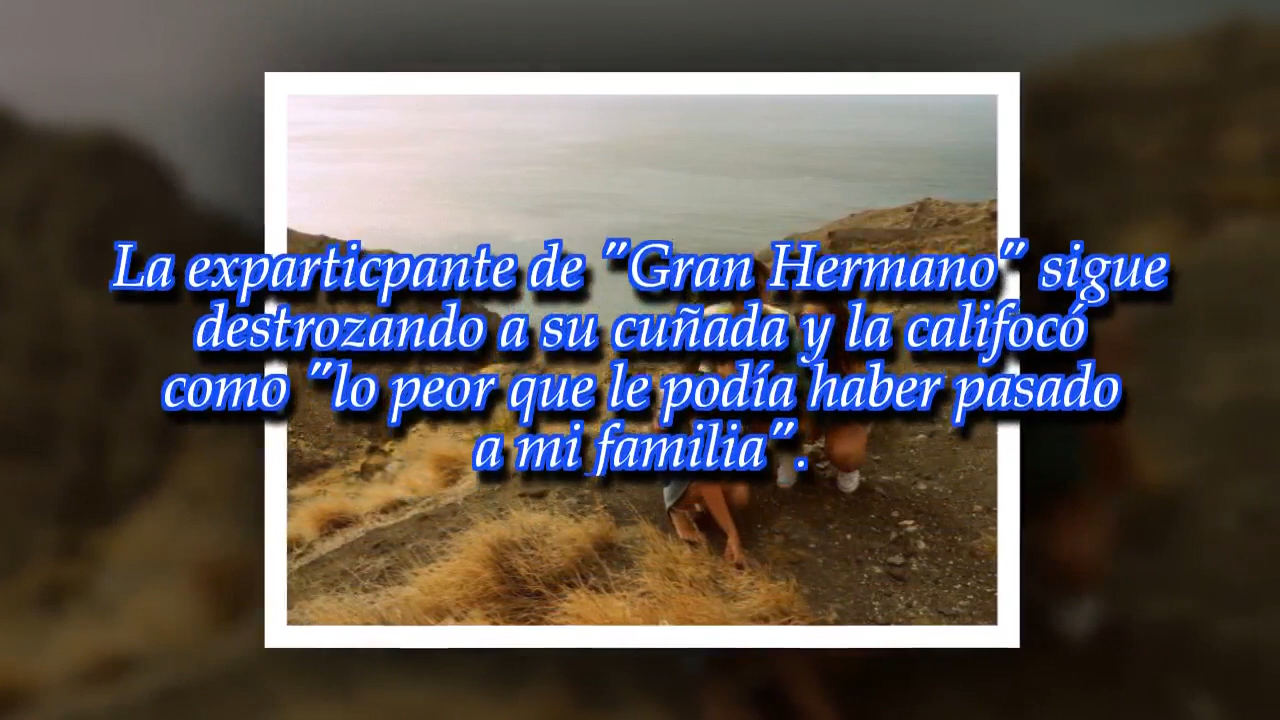 La exparticpante de "Gran Hermano" sigue
destrozando a su cuñada y la califocó
como "lo peor que le podía haber pasado
a mi familia".